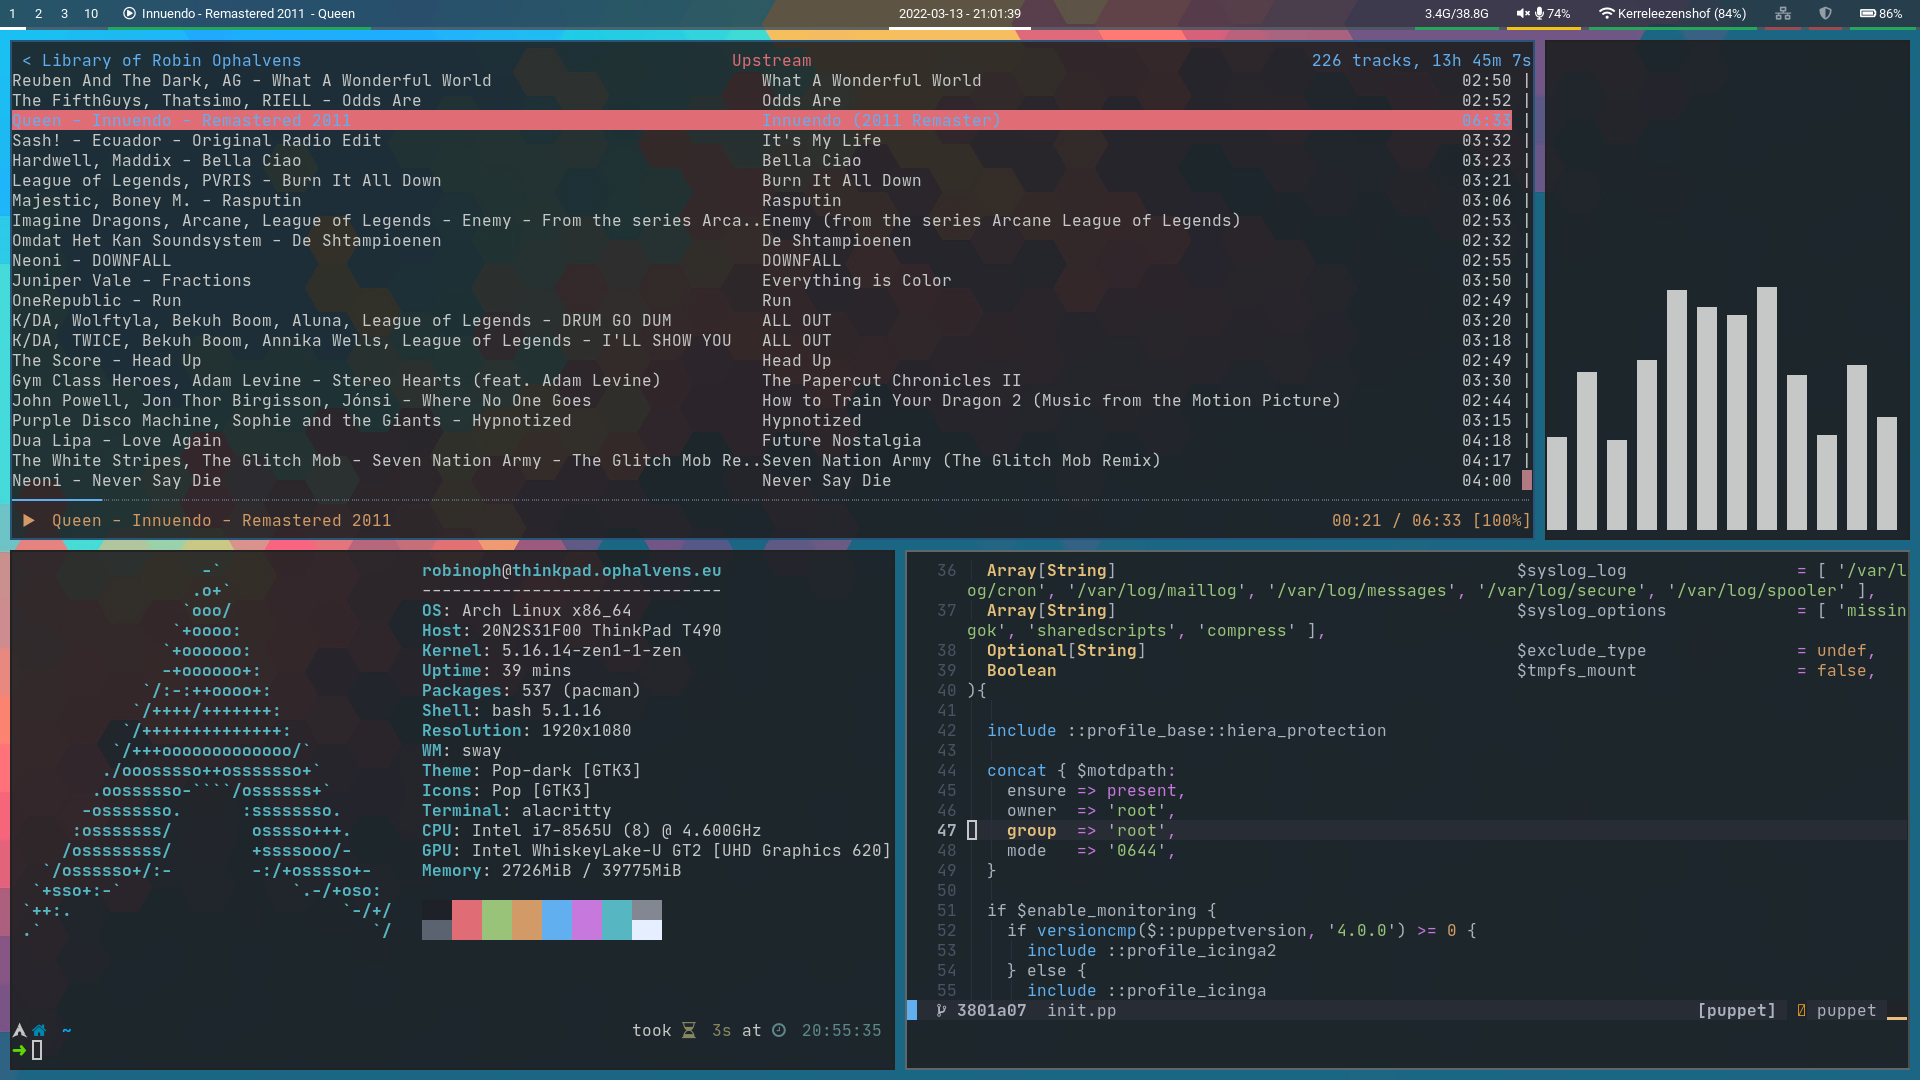 1 2 3 10 Innuendo - Remastered 2011 - Queen 2022-03-13 - 21:01:39 3.4G/38.8G 74% Kerreleezenshof (84%) 86%
< Library of Robin Ophalvens Upstream 226 tracks, 13h 45m 7s
Reuben And The Dark, AG - What A Wonderful World What A Wonderful World 02:50 |
The FifthGuys, Thatsimo, RIELL - Odds Are Odds Are 02:52 |
Queen - Innuendo - Remastered 2011 Innuendo (2011 Remaster) 06:33 |
Sash! - Ecuador - Original Radio Edit It's My Life 03:32 |
Hardwell, Maddix - Bella Ciao Bella Ciao 03:23 |
League of Legends, PVRIS - Burn It All Down Burn It All Down 03:21 |
Majestic, Boney M. - Rasputin Rasputin 03:06 |
Imagine Dragons, Arcane, League of Legends - Enemy - From the series Arca.. Enemy (from the series Arcane League of Legends) 02:53 |
Omdat Het Kan Soundsystem - De Shtampioenen De Shtampioenen 02:32 |
Neoni - DOWNFALL DOWNFALL 02:55 |
Juniper Vale - Fractions Everything is Color 03:50 |
OneRepublic - Run Run 02:49 |
K/DA, Wolftyla, Bekuh Boom, Aluna, League of Legends - DRUM GO DUM ALL OUT 03:20 |
K/DA, TWICE, Bekuh Boom, Annika Wells, League of Legends - I'LL SHOW YOU ALL OUT 03:18 |
The Score - Head Up Head Up 02:49 |
Gym Class Heroes, Adam Levine - Stereo Hearts (feat. Adam Levine) The Papercut Chronicles II 03:30 |
John Powell, Jon Thor Birgisson, Jónsi - Where No One Goes How to Train Your Dragon 2 (Music from the Motion Picture) 02:44 |
Purple Disco Machine, Sophie and the Giants - Hypnotized Hypnotized 03:15 |
Dua Lipa - Love Again Future Nostalgia 04:18 |
The White Stripes, The Glitch Mob - Seven Nation Army - The Glitch Mob Re.. Seven Nation Army (The Glitch Mob Remix) 04:17 |
Neoni - Never Say Die Never Say Die 04:00
▶ Queen - Innuendo - Remastered 2011 00:21 / 06:33 [100%]
-`
.o+`
`ooo/
`+oooo:
`+oooooo:
-+oooooo+:
`/:-:++oooo+:
`/++++/+++++++:
`/++++++++++++++:
`/+++ooooooooooooo/`
./ooosssso++osssssso+`
.oossssso-````/ossssss+`
-osssssso. :ssssssso.
:osssssss/ osssso+++.
/ossssssss/ +ssssooo/-
`/ossssso+/:- -:/+osssso+-
`+sso+:-` `.-/+oso:
`++:. `-/+/
.` `/
robinoph@thinkpad.ophalvens.eu
------------------------------
OS: Arch Linux x86_64
Host: 20N2S31F00 ThinkPad T490
Kernel: 5.16.14-zen1-1-zen
Uptime: 39 mins
Packages: 537 (pacman)
Shell: bash 5.1.16
Resolution: 1920x1080
WM: sway
Theme: Pop-dark [GTK3]
Icons: Pop [GTK3]
Terminal: alacritty
CPU: Intel i7-8565U (8) @ 4.600GHz
GPU: Intel WhiskeyLake-U GT2 [UHD Graphics 620]
Memory: 2726MiB / 39775MiB
~ took 3s at 20:55:35
➜
36 Array[String] $syslog_log = [ '/var/l
og/cron', '/var/log/maillog', '/var/log/messages', '/var/log/secure', '/var/log/spooler' ],
37 Array[String] $syslog_options = [ 'missin
gok', 'sharedscripts', 'compress' ],
38 Optional[String] $exclude_type = undef,
39 Boolean $tmpfs_mount = false,
40 ){
41
42 include ::profile_base::hiera_protection
43
44 concat { $motdpath:
45 ensure => present,
46 owner => 'root',
47 group => 'root',
48 mode => '0644',
49 }
50
51 if $enable_monitoring {
52 if versioncmp($::puppetversion, '4.0.0') >= 0 {
53 include ::profile_icinga2
54 } else {
55 include ::profile_icinga
3801a07 init.pp [puppet] puppet